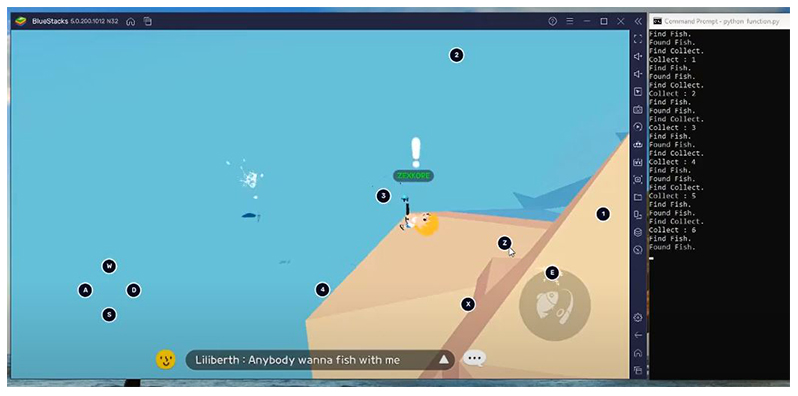 BlueStacks 5.0.200.1012 N32
2
ZEXKORE
3
1
Z
W
A
D
S
4
X
E
Liliberth : Anybody wanna fish with me
Command Prompt - python function.py
Find Fish.
Found Fish.
Find Collect.
Collect : 1
Find Fish.
Found Fish.
Find Collect.
Collect : 2
Find Fish.
Found Fish.
Find Collect.
Collect : 3
Find Fish.
Found Fish.
Find Collect.
Collect : 4
Find Fish.
Found Fish.
Find Collect.
Collect : 5
Find Fish.
Found Fish.
Find Collect.
Collect : 6
Find Fish.
Found Fish.